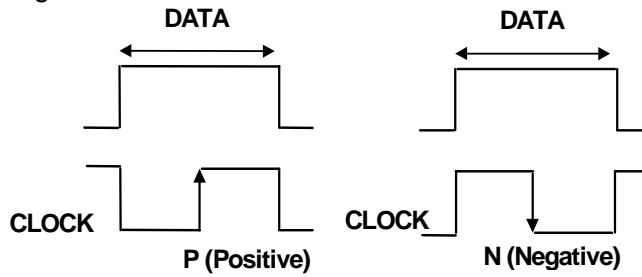 DATA
DATA
CLOCK
CLOCK
P (Positive)
N (Negative)